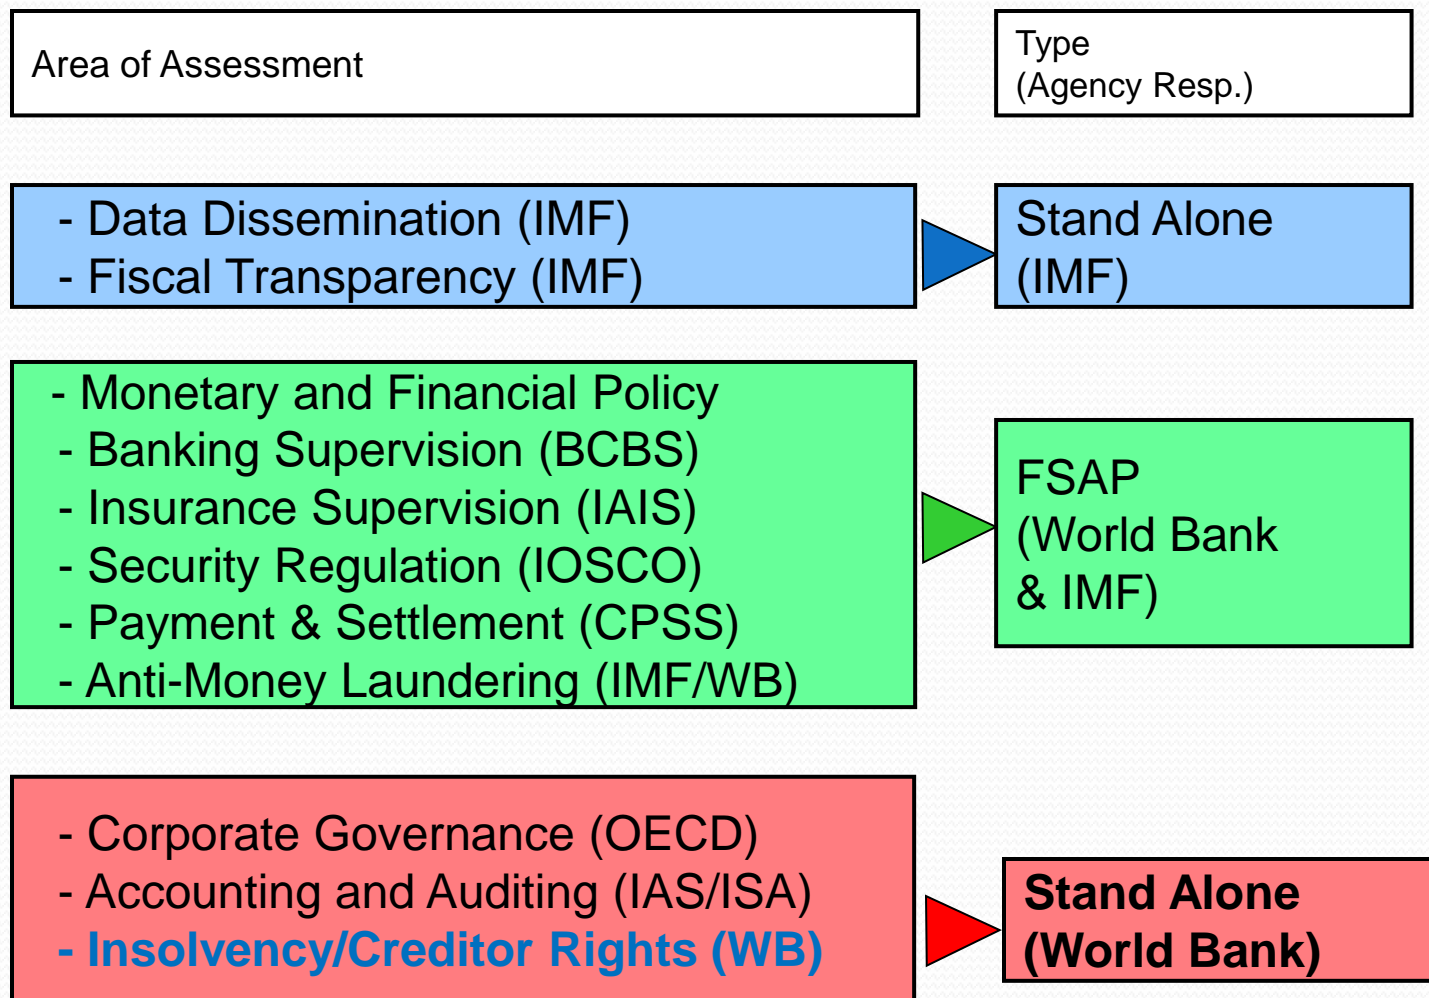 Area of Assessment
Type
(Agency Resp.)
- Data Dissemination (IMF)
- Fiscal Transparency (IMF)
Stand Alone
(IMF)
- Monetary and Financial Policy
- Banking Supervision (BCBS)
- Insurance Supervision (IAIS)
- Security Regulation (IOSCO)
- Payment & Settlement (CPSS)
- Anti-Money Laundering (IMF/WB)
FSAP
(World Bank
& IMF)
- Corporate Governance (OECD)
- Accounting and Auditing (IAS/ISA)
- Insolvency/Creditor Rights (WB)
Stand Alone
(World Bank)